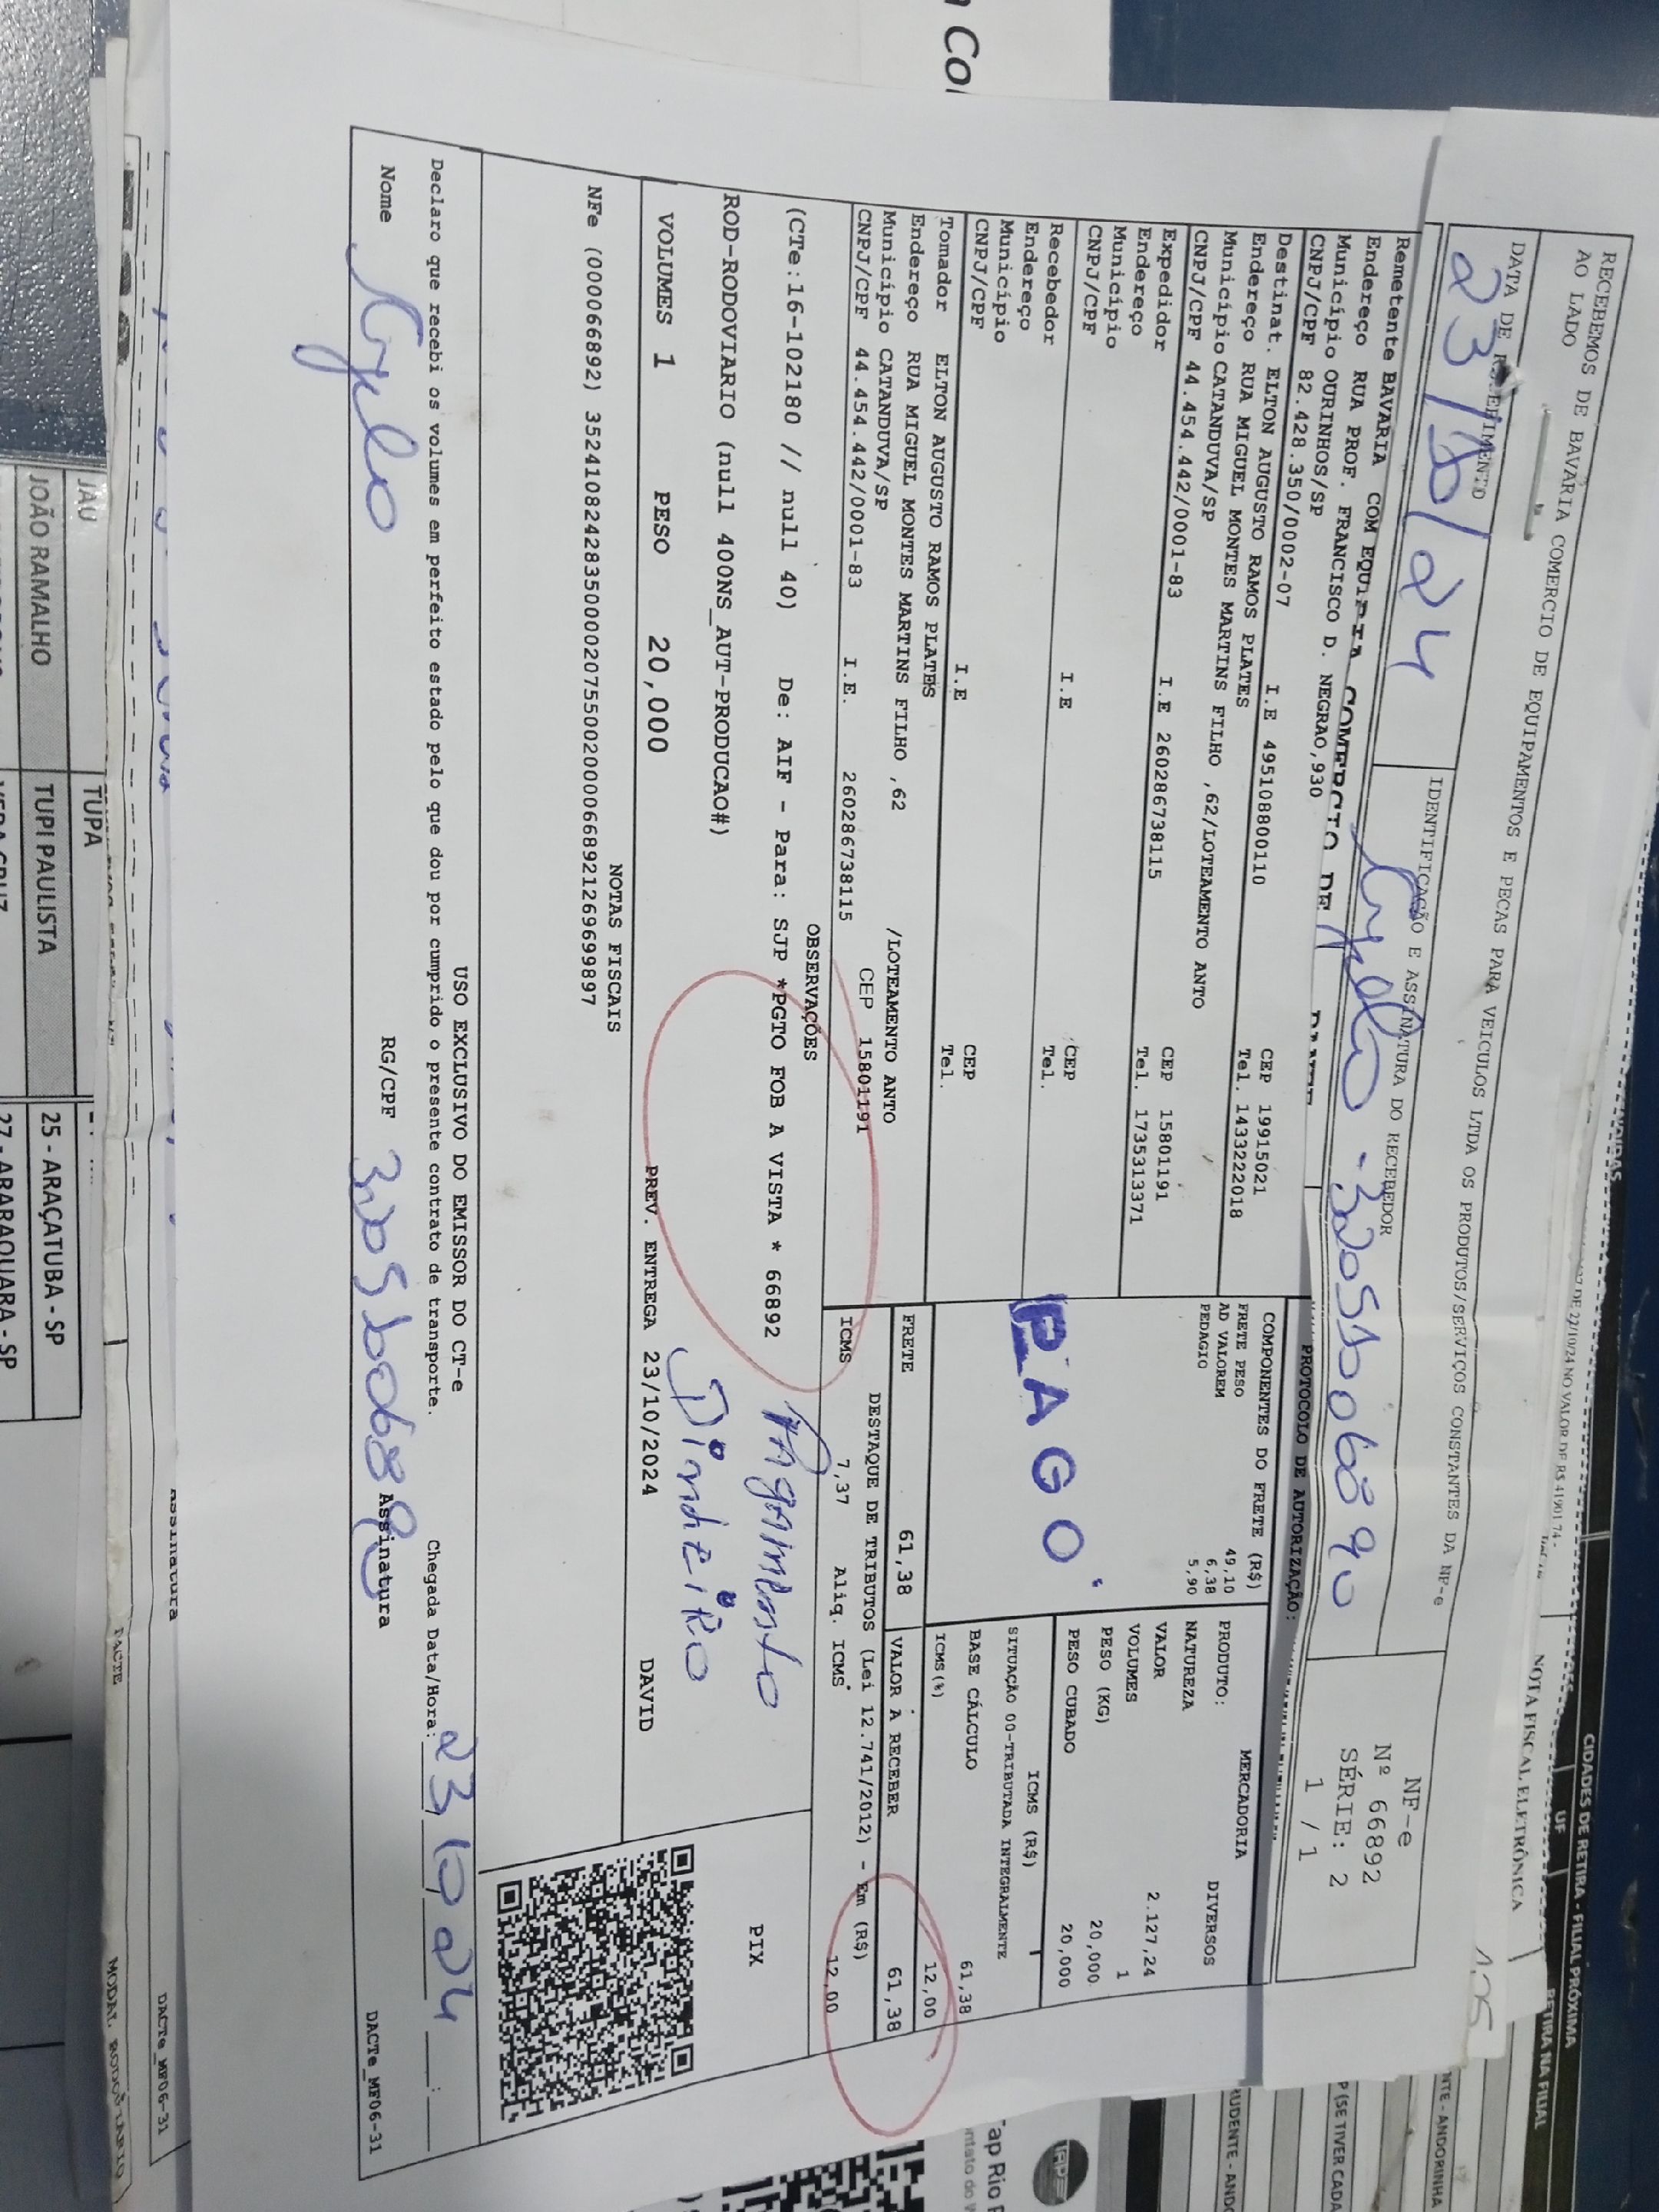 RECEBEMOS DE BAVARIA COMERCIO DE EQUIPAMENTOS E PECAS PARA VEICULOS LTDA OS PRODUTOS/SERVIÇOS CONSTANTES DA NF-e
AO LADO
NOTA FISCAL ELETRÔNICA
DATA DE RECEBIMENTO
IDENTIFICAÇÃO E ASSINATURA DO RECEBEDOR
23/10/24
NF-e
Nº 66892
SÉRIE: 2
1 / 1
PROTOCOLO DE AUTORIZAÇÃO:
Remetente BAVARIA COM
Endereço RUA PROF. FRANCISCO D. NEGRAO,930
Município OURINHOS/SP CEP 19915021
CNPJ/CPF 82.428.350/0002-07 I.E 495108800110 Tel. 1433222018
Destinat. ELTON AUGUSTO RAMOS PLATES
Endereço RUA MIGUEL MONTES MARTINS FILHO ,62/LOTEAMENTO ANTO
Município CATANDUVA/SP CEP 15801191
CNPJ/CPF 44.454.442/0001-83 I.E 260286738115 Tel. 1735313371
Expedidor
Endereço
Município CEP
CNPJ/CPF I.E Tel.
Recebedor
Endereço
Município CEP
CNPJ/CPF I.E Tel.
Tomador ELTON AUGUSTO RAMOS PLATES
Endereço RUA MIGUEL MONTES MARTINS FILHO ,62 /LOTEAMENTO ANTO
Município CATANDUVA/SP
CNPJ/CPF 44.454.442/0001-83 I.E. 260286738115 CEP 15801191
COMPONENTES DO FRETE (R$)
FRETE PESO 49,10
AD VALOREM 6,38
PEDAGIO 5,90
PAGO
MERCADORIA
PRODUTO: DIVERSOS
NATUREZA
VALOR 2.127,24
VOLUMES 1
PESO (KG) 20,000
PESO CUBADO 20,000
ICMS (R$)
SITUAÇÃO 00-TRIBUTADA INTEGRALMENTE
BASE CÁLCULO 61,38
ICMS(%) 12,00
FRETE 61,38
VALOR À RECEBER 61,38
DESTAQUE DE TRIBUTOS (Lei 12.741/2012) - Em (R$)
ICMS 7,37 Aliq. ICMS 12,00
OBSERVAÇÕES
(CTe:16-102180 // null 40) De: AIF - Para: SJP *PGTO FOB A VISTA * 66892
ROD-RODOVIARIO (null 400NS_AUT-PRODUCAO#)
Pagamento
DinhEiRo
PIX
VOLUMES 1 PESO 20,000 PREV. ENTREGA 23/10/2024 DAVID
NOTAS FISCAIS
NFe (000066892) 35241082428350000207550020000668921269699897
USO EXCLUSIVO DO EMISSOR DO CT-e
Declaro que recebi os volumes em perfeito estado pelo que dou por cumprido o presente contrato de transporte.
Chegada Data/Hora: 23/10/24
Nome
RG/CPF
Assinatura
DACTe_MF06-31
Assinatura
DACTe_MF06-31
DACTE
MODAL RODOVIÁRIO
JAÚ
TUPA
JOÃO RAMALHO
TUPI PAULISTA
25 - ARAÇATUBA - SP
27 - ARARAQUARA - SP
CIDADES DE RETIRA - FILIAL PRÓXIMA
UF
RETIRA NA FILIAL